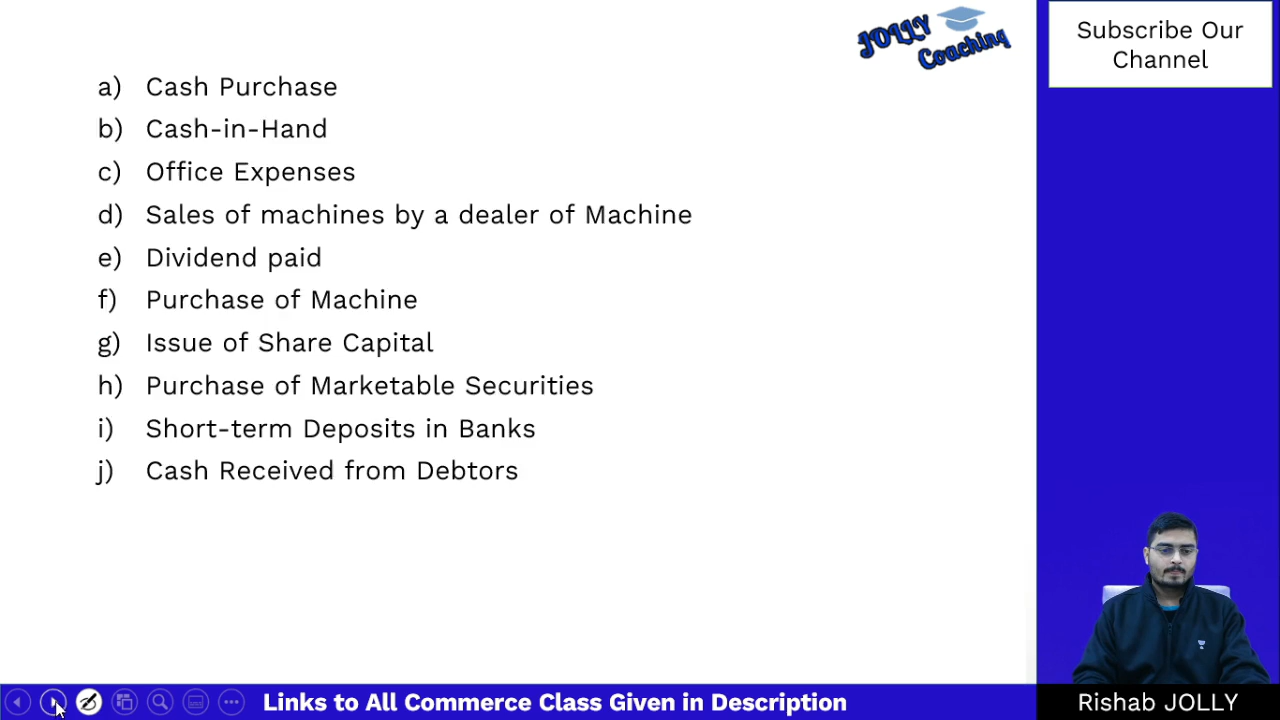 JOLLY
Coaching
Subscribe Our
Channel
a) Cash Purchase
b) Cash-in-Hand
c) Office Expenses
d) Sales of machines by a dealer of Machine
e) Dividend paid
f) Purchase of Machine
g) Issue of Share Capital
h) Purchase of Marketable Securities
i) Short-term Deposits in Banks
j) Cash Received from Debtors
Links to All Commerce Class Given in Description
Rishab JOLLY